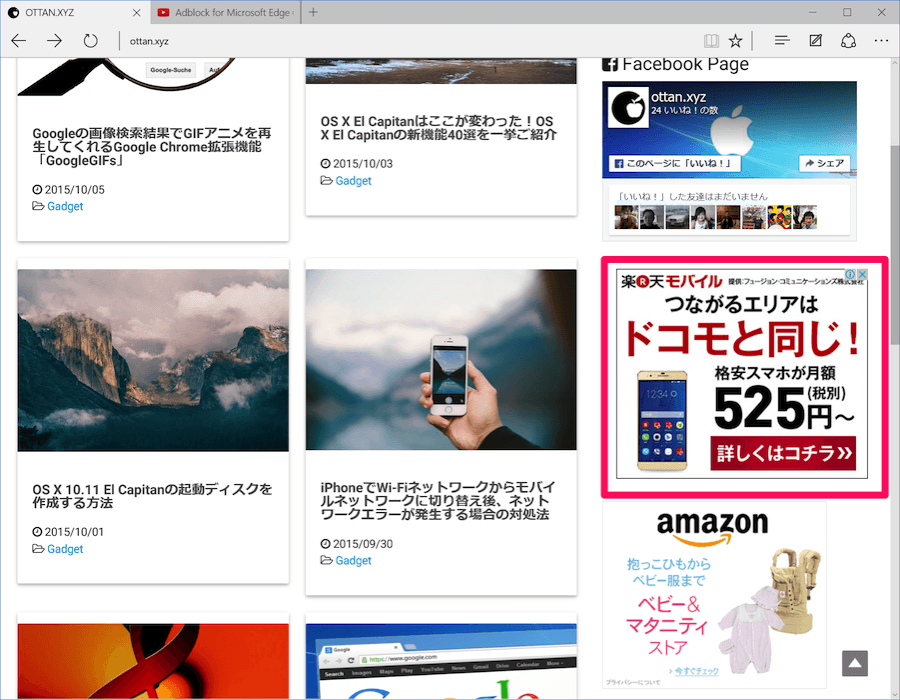 OTTAN.XYZ
Adblock for Microsoft Edge
ottan.xyz
Google-Suche
Googleの画像検索結果でGIFアニメを再
生してくれるGoogle Chrome拡張機能
「GoogleGIFs」
2015/10/05
Gadget
OS X El Capitanはここが変わった！OS
X El Capitanの新機能40選を一挙ご紹介
2015/10/03
Gadget
Facebook Page
ottan.xyz
24 いいね！の数
このページに「いいね！」
シェア
「いいね！」した友達はまだいません
楽天モバイル 提供:フュージョン・コミュニケーションズ株式会社
つながるエリアは
ドコモと同じ!
格安スマホが月額
525円～(税別)
詳しくはコチラ»
OS X 10.11 El Capitanの起動ディスクを
作成する方法
2015/10/01
Gadget
iPhoneでWi-Fiネットワークからモバイ
ルネットワークに切り替え後、ネット
ワークエラーが発生する場合の対処法
2015/09/30
Gadget
amazon
抱っこひもから
ベビー服まで
ベビー&
マタニティ
ストア
> 今すぐチェック
プライバシーについて
Google
https://www.google.com
Search Images Maps Play YouTube News Gmail Drive Calendar More
Google